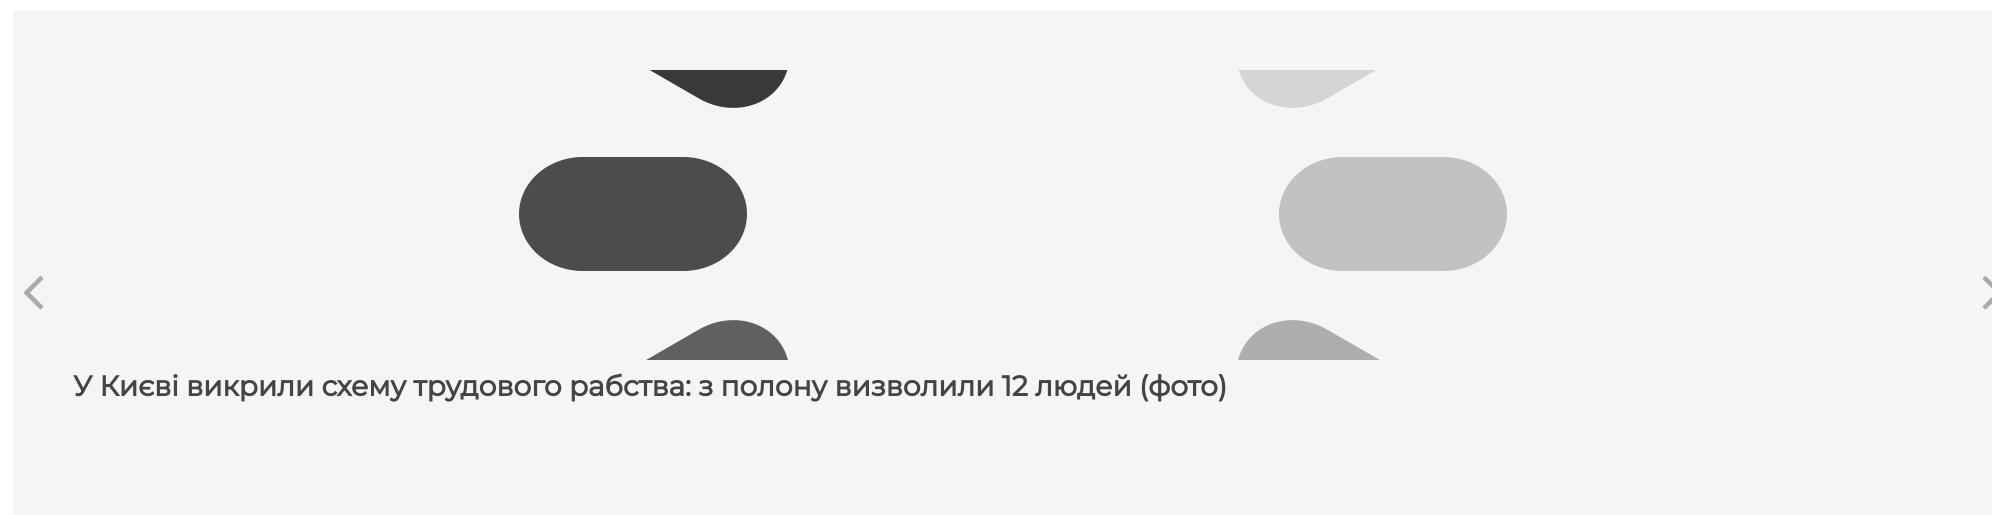 У Києві викрили схему трудового рабства: з полону визволили 12 людей (фото)